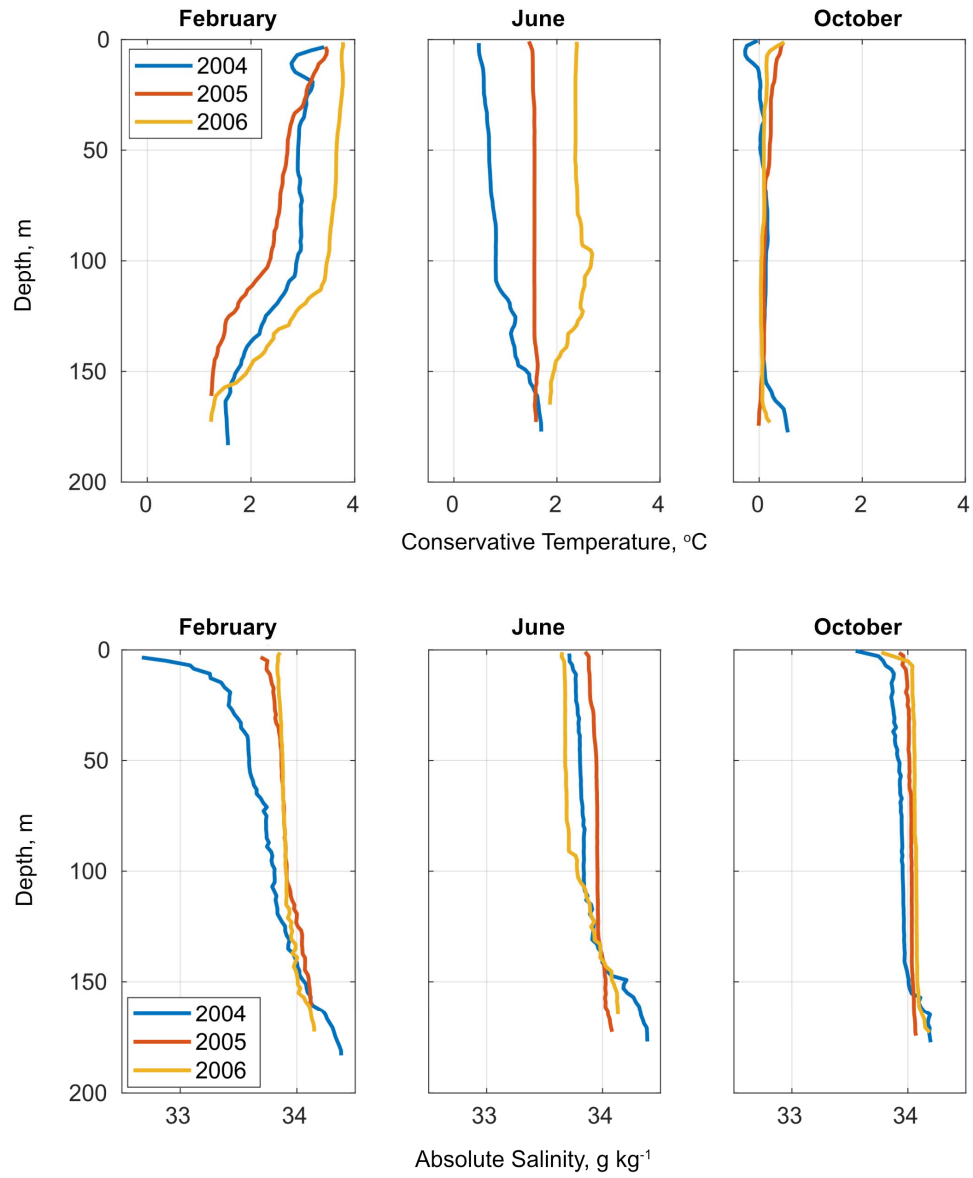 February June October
0
50
100
150
200
Depth, m
2004
2005
2006
0 2 4 0 2 4 0 2 4
Conservative Temperature, °C
February June October
0
50
100
150
200
Depth, m
2004
2005
2006
33 34 33 34 33 34
Absolute Salinity, g kg⁻¹